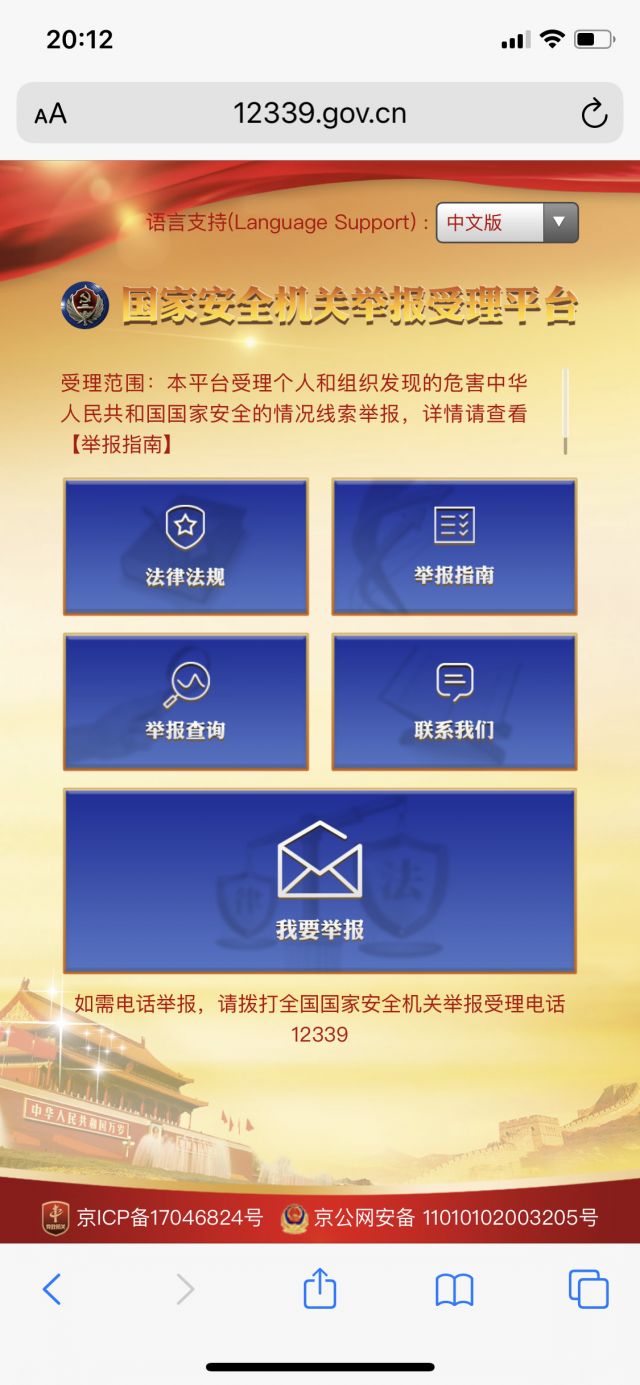 20:12
AA
12339.gov.cn
语言支持(Language Support)：
中文版
国家安全机关举报受理平台
受理范围：本平台受理个人和组织发现的危害中华
人民共和国国家安全的情况线索举报，详情请查看
【举报指南】
法律法规
举报指南
举报查询
联系我们
律
法
我要举报
如需电话举报，请拨打全国国家安全机关举报受理电话
12339
中华人民共和国万岁
京ICP备17046824号
京公网安备 11010102003205号